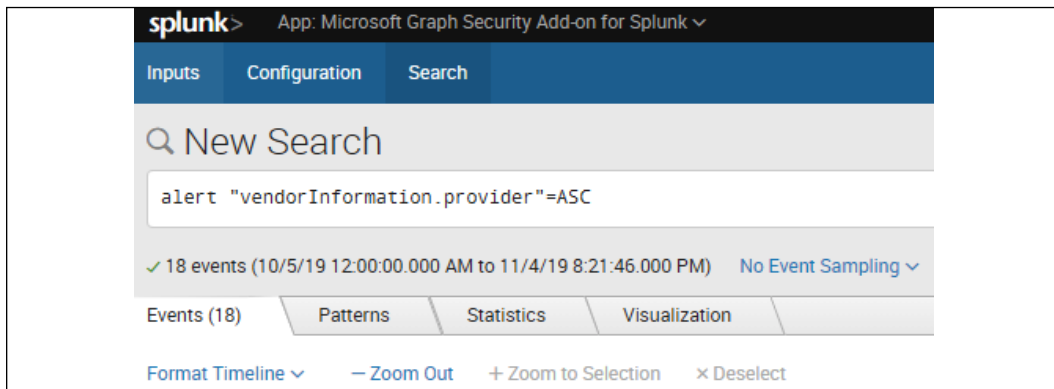 splunk> App: Microsoft Graph Security Add-on for Splunk
Inputs Configuration Search
New Search
alert "vendorInformation.provider"=ASC
18 events (10/5/19 12:00:00.000 AM to 11/4/19 8:21:46.000 PM) No Event Sampling
Events (18) Patterns Statistics Visualization
Format Timeline — Zoom Out + Zoom to Selection × Deselect